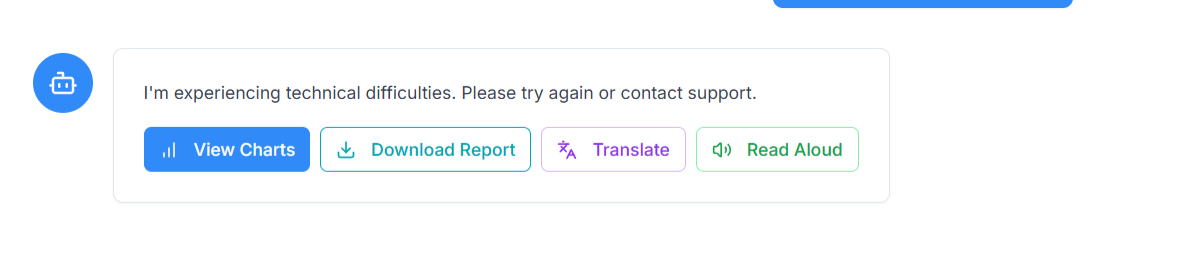 I'm experiencing technical difficulties. Please try again or contact support.
View Charts Download Report Translate Read Aloud